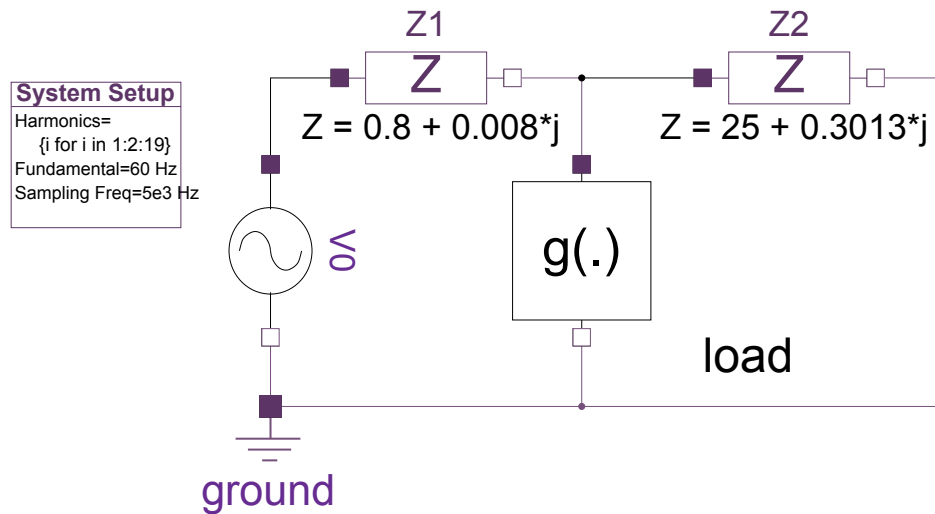 Z1
Z
Z = 0.8 + 0.008*j
Z2
Z
Z = 25 + 0.3013*j
System Setup
Harmonics=
{i for i in 1:2:19}
Fundamental=60 Hz
Sampling Freq=5e3 Hz
V0
g(.)
load
ground